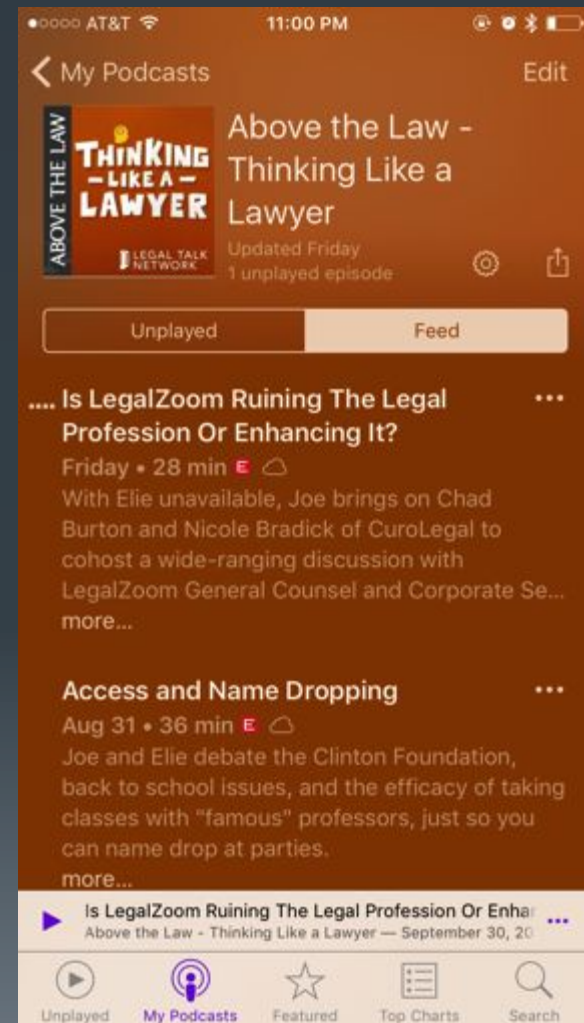 AT&T 11:00 PM
My Podcasts Edit
ABOVE THE LAW
THINKING
– LIKE A –
LAWYER
LEGAL TALK
NETWORK
Above the Law -
Thinking Like a
Lawyer
Updated Friday
1 unplayed episode
Unplayed Feed
.... Is LegalZoom Ruining The Legal
Profession Or Enhancing It?
Friday • 28 min E
With Elie unavailable, Joe brings on Chad
Burton and Nicole Bradick of CuroLegal to
cohost a wide-ranging discussion with
LegalZoom General Counsel and Corporate Se...
more...
Access and Name Dropping
Aug 31 • 36 min E
Joe and Elie debate the Clinton Foundation,
back to school issues, and the efficacy of taking
classes with "famous" professors, just so you
can name drop at parties.
more...
Is LegalZoom Ruining The Legal Profession Or Enhar
Above the Law - Thinking Like a Lawyer — September 30, 20
Unplayed My Podcasts Featured Top Charts Search